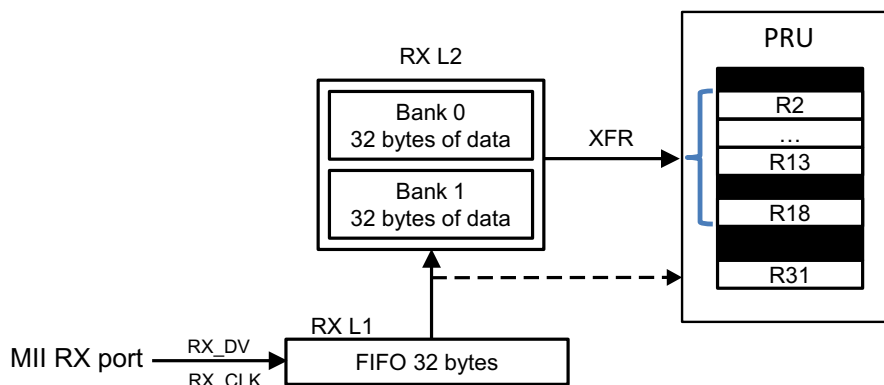 PRU
RX L2
R2
Bank 0
32 bytes of data
...
XFR
R13
Bank 1
32 bytes of data
R18
R31
RX L1
MII RX port
RX_DV
FIFO 32 bytes
RX_CLK